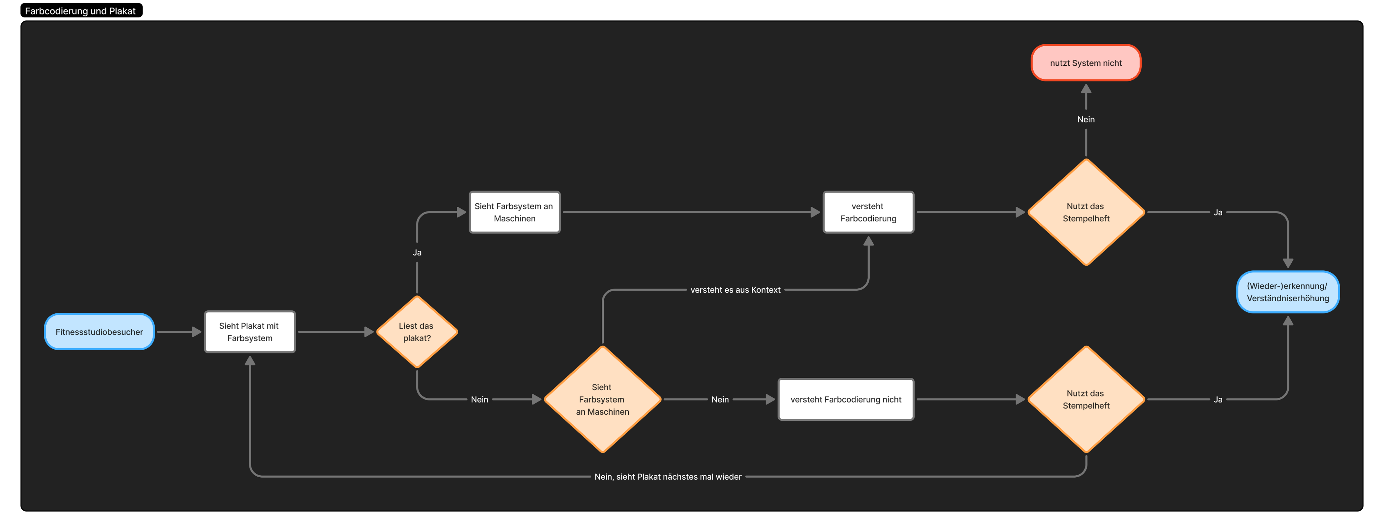 Farbcodierung und Plakat
nutzt System nicht
Nein
Sieht Farbsystem an
Maschinen
versteht
Farbcodierung
Nutzt das
Stempelheft
Ja
Ja
versteht es aus Kontext
(Wieder-)erkennung/
Verständniserhöhung
Fitnessstudiobesucher
Sieht Plakat mit
Farbsystem
Liest das
plakat?
Nein
Sieht
Farbsystem
an Maschinen
Nein
versteht Farbcodierung nicht
Nutzt das
Stempelheft
Ja
Nein, sieht Plakat nächstes mal wieder